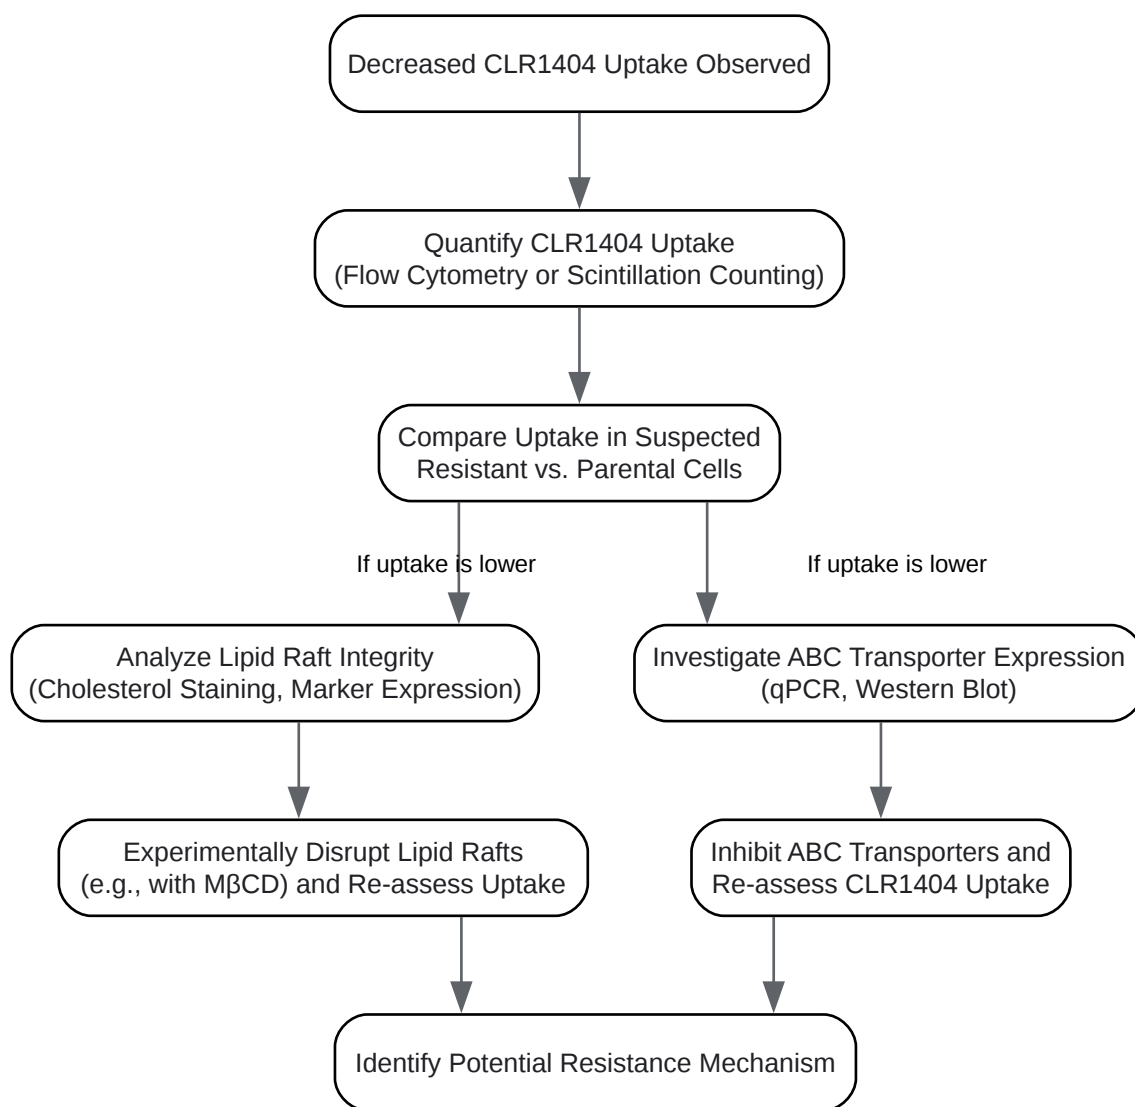 Decreased CLR1404 Uptake Observed
Quantify CLR1404 Uptake
(Flow Cytometry or Scintillation Counting)
Compare Uptake in Suspected
Resistant vs. Parental Cells
If uptake is lower
If uptake is lower
Analyze Lipid Raft Integrity
(Cholesterol Staining, Marker Expression)
Investigate ABC Transporter Expression
(qPCR, Western Blot)
Experimentally Disrupt Lipid Rafts
(e.g., with MβCD) and Re-assess Uptake
Inhibit ABC Transporters and
Re-assess CLR1404 Uptake
Identify Potential Resistance Mechanism